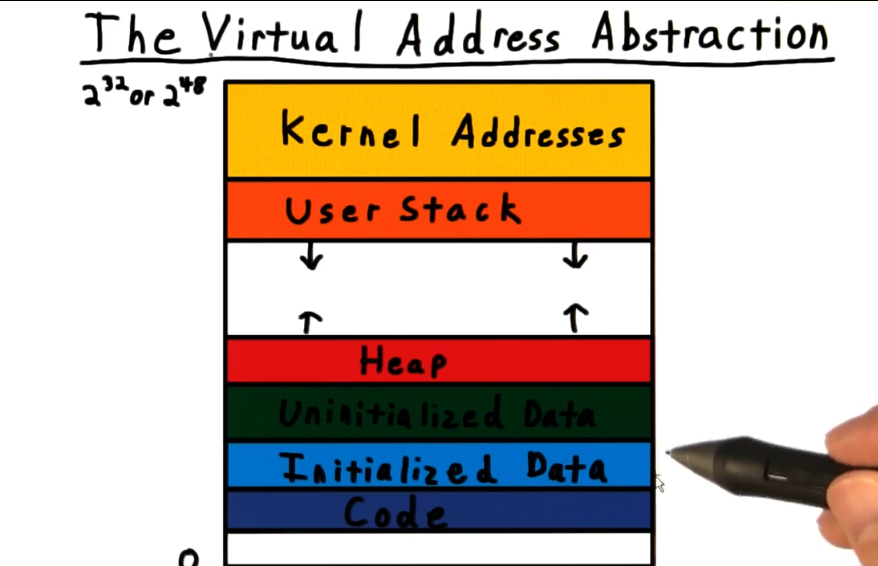 The Virtual Address Abstraction
2^32 or 2^48
Kernel Addresses
User Stack
Heap
Uninitialized Data
Initialized Data
Code
0